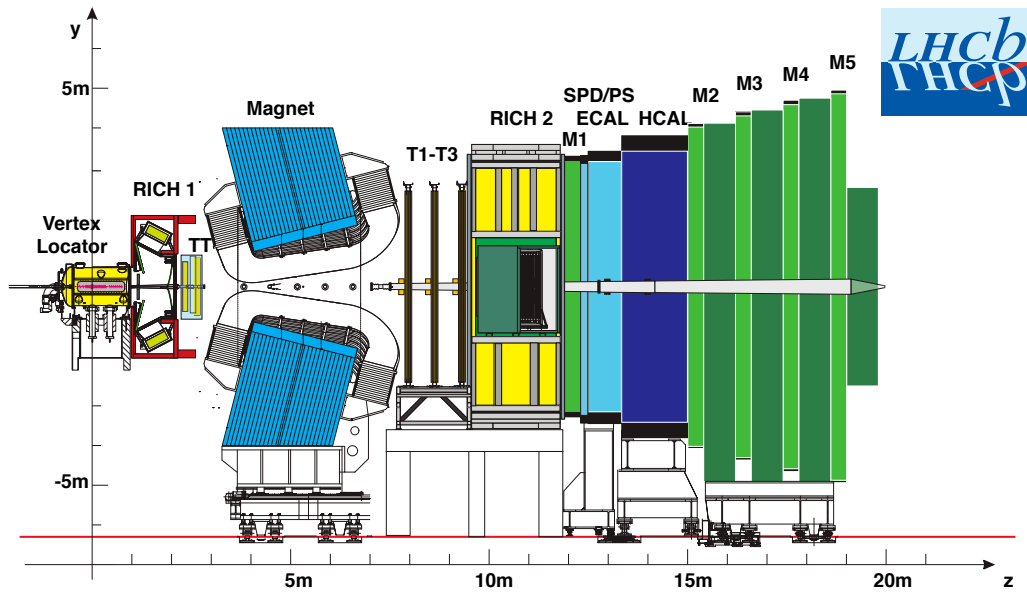 y
LHCb
LHCb
5m
Magnet
SPD/PS
ECAL
HCAL
RICH 2
M1
M2
M3
M4
M5
T1-T3
RICH 1
Vertex
Locator
TT
-5m
5m
10m
15m
20m
z